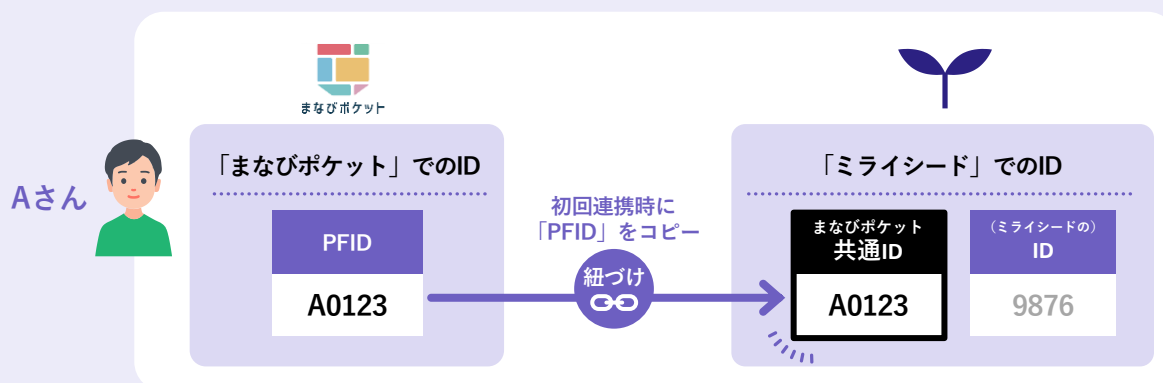 まなびポケット
Aさん
「まなびポケット」でのID
PFID
A0123
初回連携時に
「PFID」をコピー
紐づけ
「ミライシード」でのID
まなびポケット
共通ID
A0123
(ミライシードの)
ID
9876